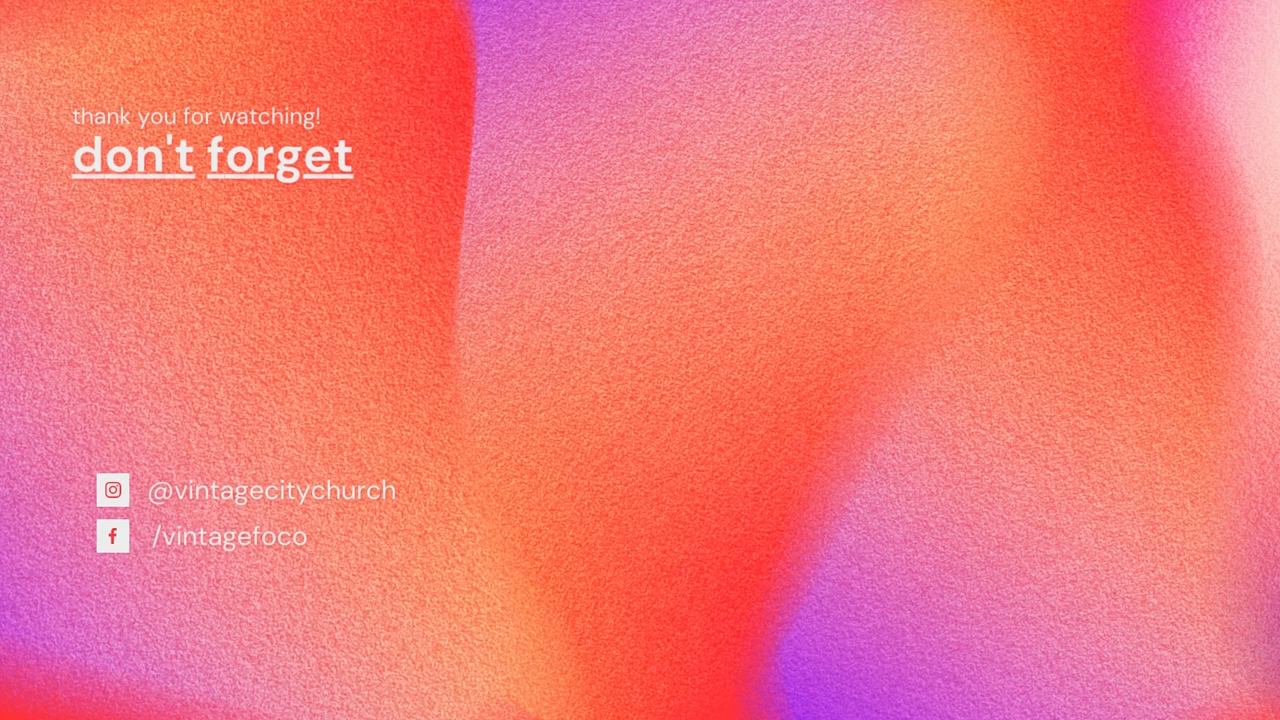 thank you for watching!
don't forget
@vintagecitychurch
/vintagefoco